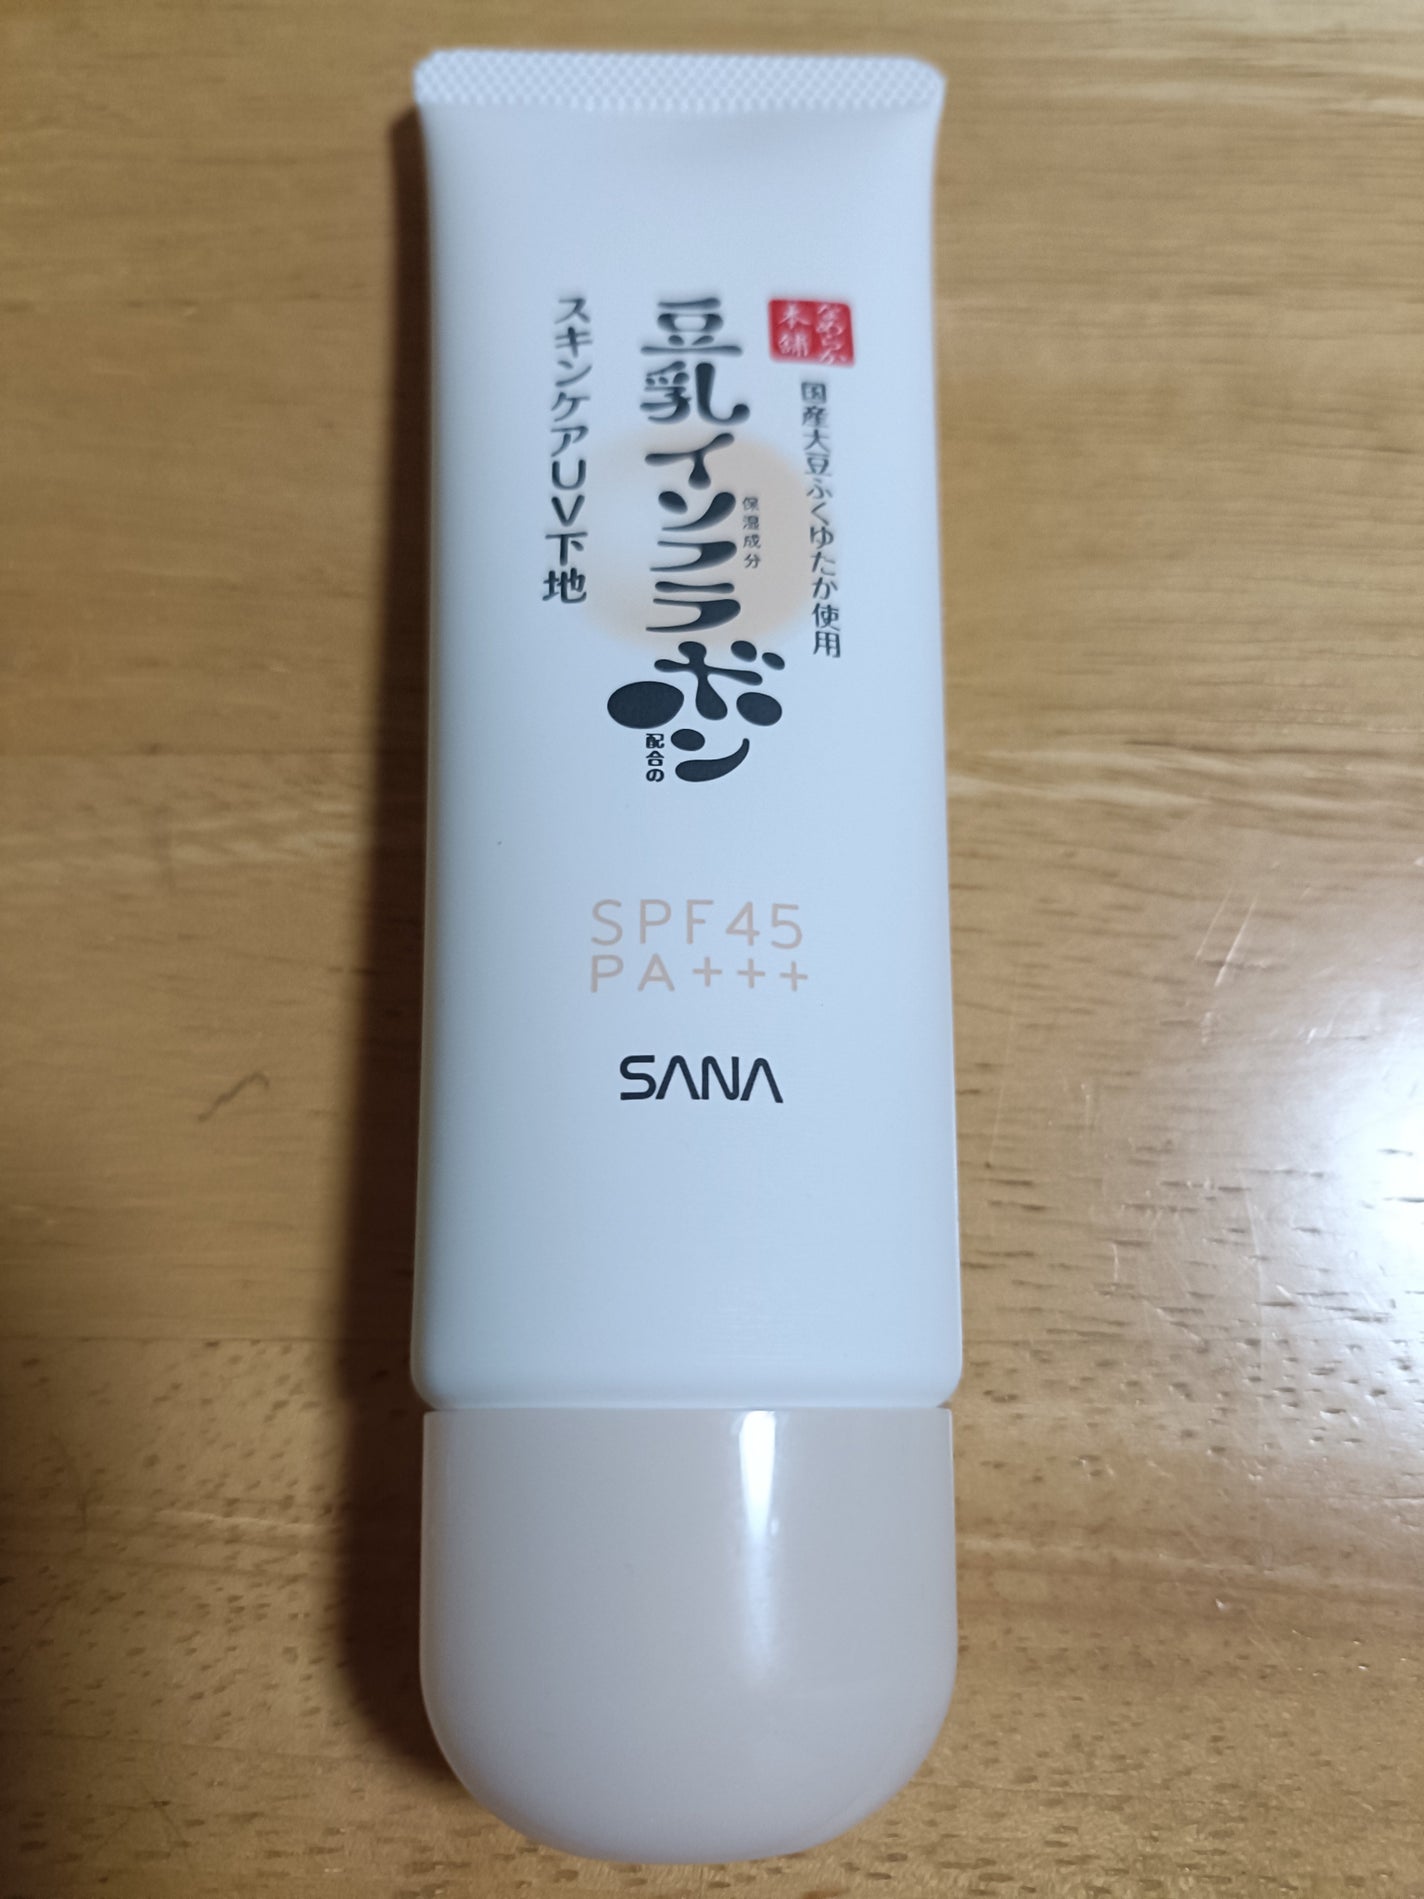 なめらか
本舗
国産大豆ふくゆたか使用
豆乳イソフラボン
保湿成分
配合の
スキンケアUV下地
SPF45
PA+++
SANA